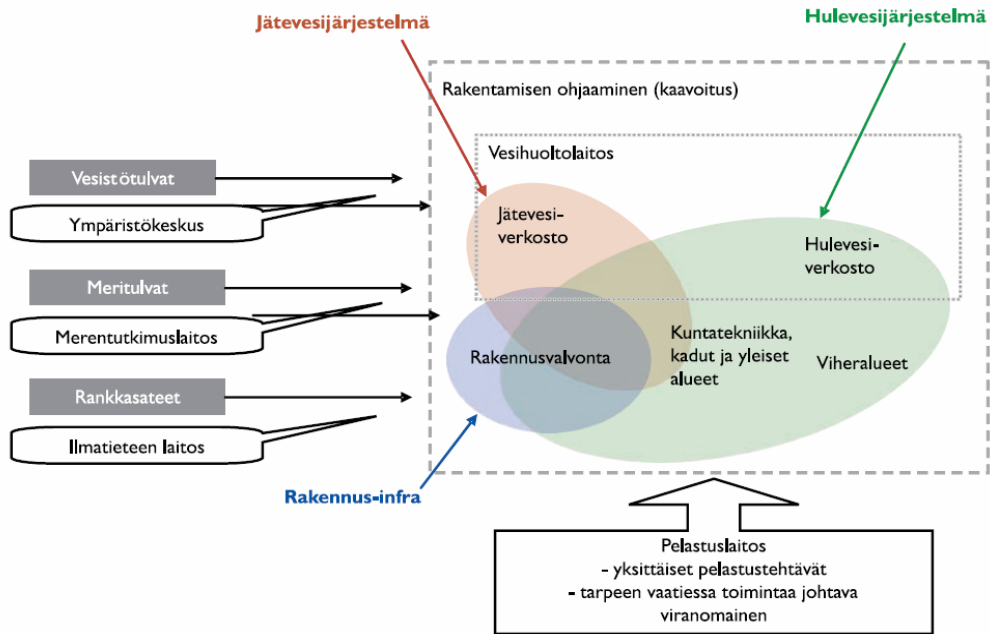 Jätevesijärjestelmä
Hulevesijärjestelmä
Rakentamisen ohjaaminen (kaavoitus)
Vesihuoltolaitos
Vesistötulvat
Ympäristökeskus
Jätevesi-
verkosto
Hulevesi-
verkosto
Meritulvat
Merentutkimuslaitos
Rakennusvalvonta
Kuntatekniikka,
kadut ja yleiset
alueet
Viheralueet
Rankkasateet
Ilmatieteen laitos
Rakennus-infra
Pelastuslaitos
- yksittäiset pelastustehtävät
- tarpeen vaatiessa toimintaa johtava
viranomainen